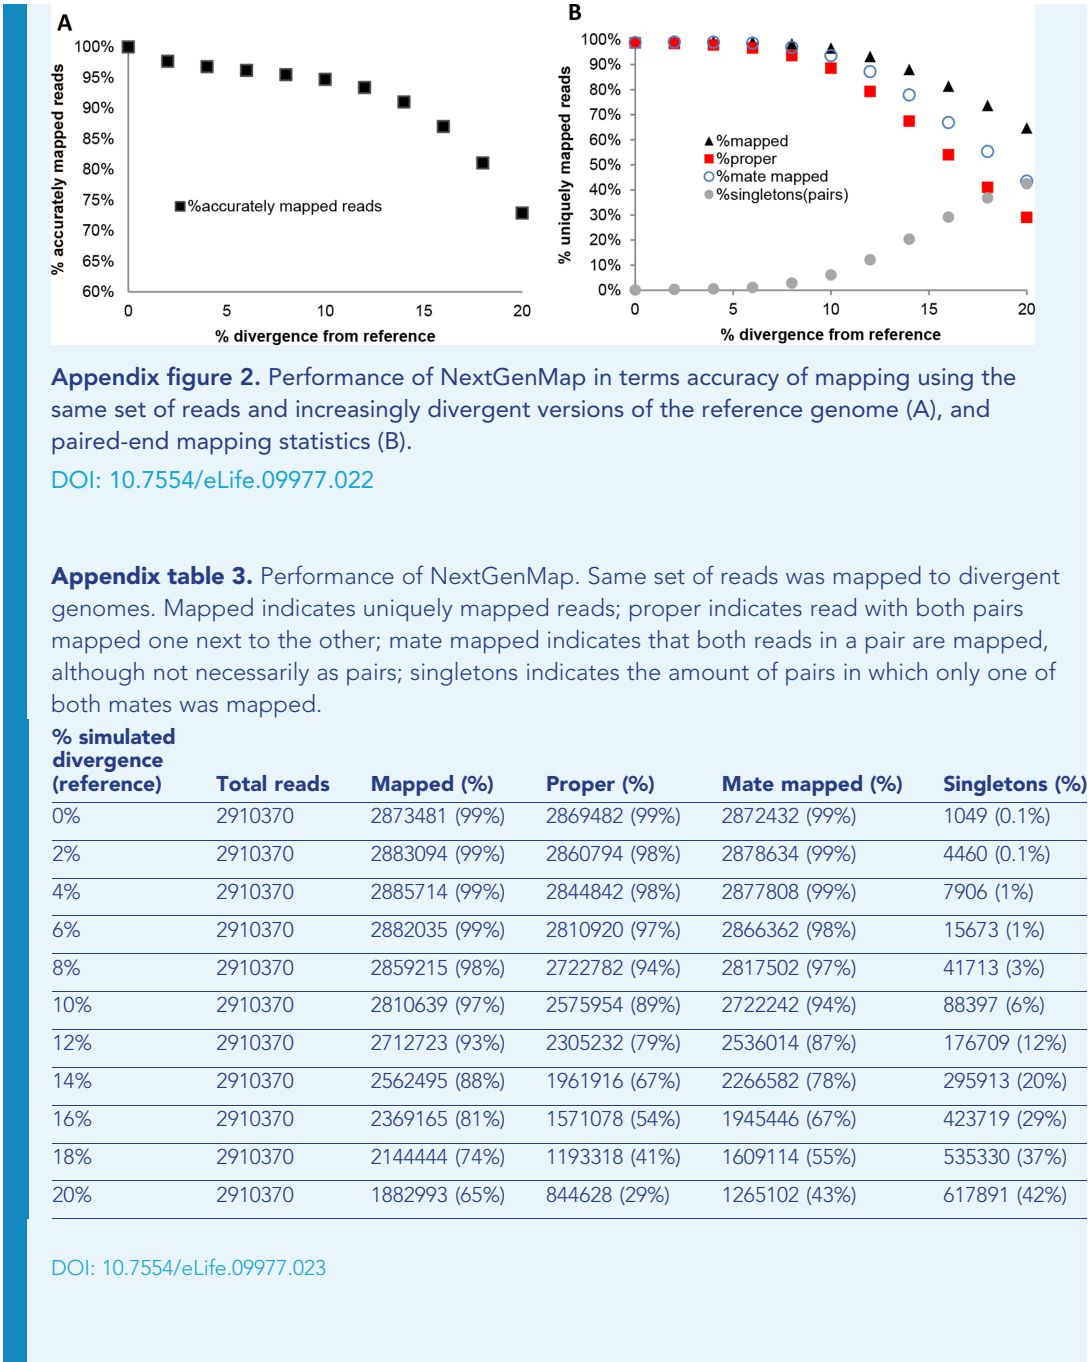 A
100%
95%
90%
85%
80%
75%
70%
65%
60%
% accurately mapped reads
%accurately mapped reads
0 5 10 15 20
% divergence from reference
B
100%
90%
80%
70%
60%
50%
40%
30%
20%
10%
0%
% uniquely mapped reads
%mapped
%proper
%mate mapped
%singletons(pairs)
0 5 10 15 20
% divergence from reference
Appendix figure 2. Performance of NextGenMap in terms accuracy of mapping using the
same set of reads and increasingly divergent versions of the reference genome (A), and
paired-end mapping statistics (B).
DOI: 10.7554/eLife.09977.022
Appendix table 3. Performance of NextGenMap. Same set of reads was mapped to divergent
genomes. Mapped indicates uniquely mapped reads; proper indicates read with both pairs
mapped one next to the other; mate mapped indicates that both reads in a pair are mapped,
although not necessarily as pairs; singletons indicates the amount of pairs in which only one of
both mates was mapped.
% simulated
divergence
(reference) Total reads Mapped (%) Proper (%) Mate mapped (%) Singletons (%)
0% 2910370 2873481 (99%) 2869482 (99%) 2872432 (99%) 1049 (0.1%)
2% 2910370 2883094 (99%) 2860794 (98%) 2878634 (99%) 4460 (0.1%)
4% 2910370 2885714 (99%) 2844842 (98%) 2877808 (99%) 7906 (1%)
6% 2910370 2882035 (99%) 2810920 (97%) 2866362 (98%) 15673 (1%)
8% 2910370 2859215 (98%) 2722782 (94%) 2817502 (97%) 41713 (3%)
10% 2910370 2810639 (97%) 2575954 (89%) 2722242 (94%) 88397 (6%)
12% 2910370 2712723 (93%) 2305232 (79%) 2536014 (87%) 176709 (12%)
14% 2910370 2562495 (88%) 1961916 (67%) 2266582 (78%) 295913 (20%)
16% 2910370 2369165 (81%) 1571078 (54%) 1945446 (67%) 423719 (29%)
18% 2910370 2144444 (74%) 1193318 (41%) 1609114 (55%) 535330 (37%)
20% 2910370 1882993 (65%) 844628 (29%) 1265102 (43%) 617891 (42%)
DOI: 10.7554/eLife.09977.023